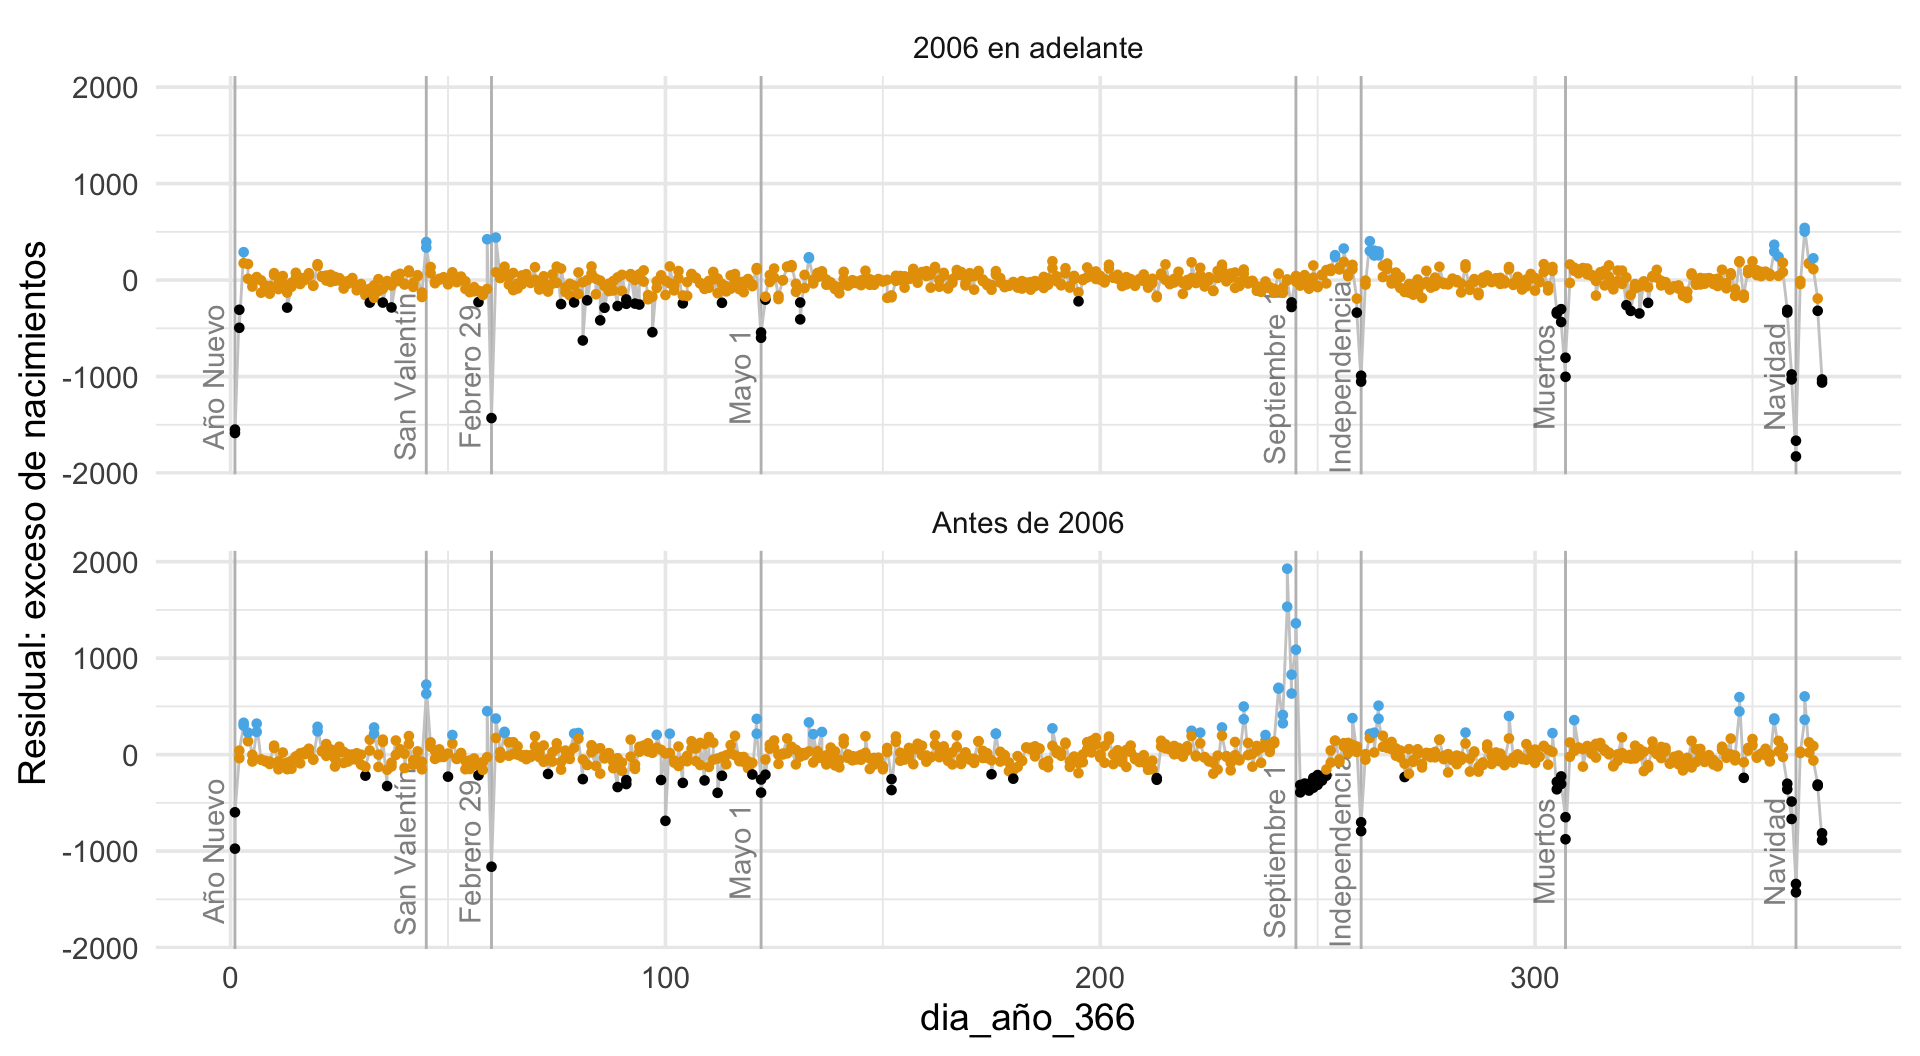 2006 en adelante
2000
1000
0
-1000
-2000
Año Nuevo
San Valentín
Febrero 29
Mayo 1
Septiembre 1
Independencia
Muertos
Navidad
Antes de 2006
2000
1000
0
-1000
-2000
Año Nuevo
San Valentín
Febrero 29
Mayo 1
Septiembre 1
Independencia
Muertos
Navidad
0
100
200
300
dia_año_366
Residual: exceso de nacimientos